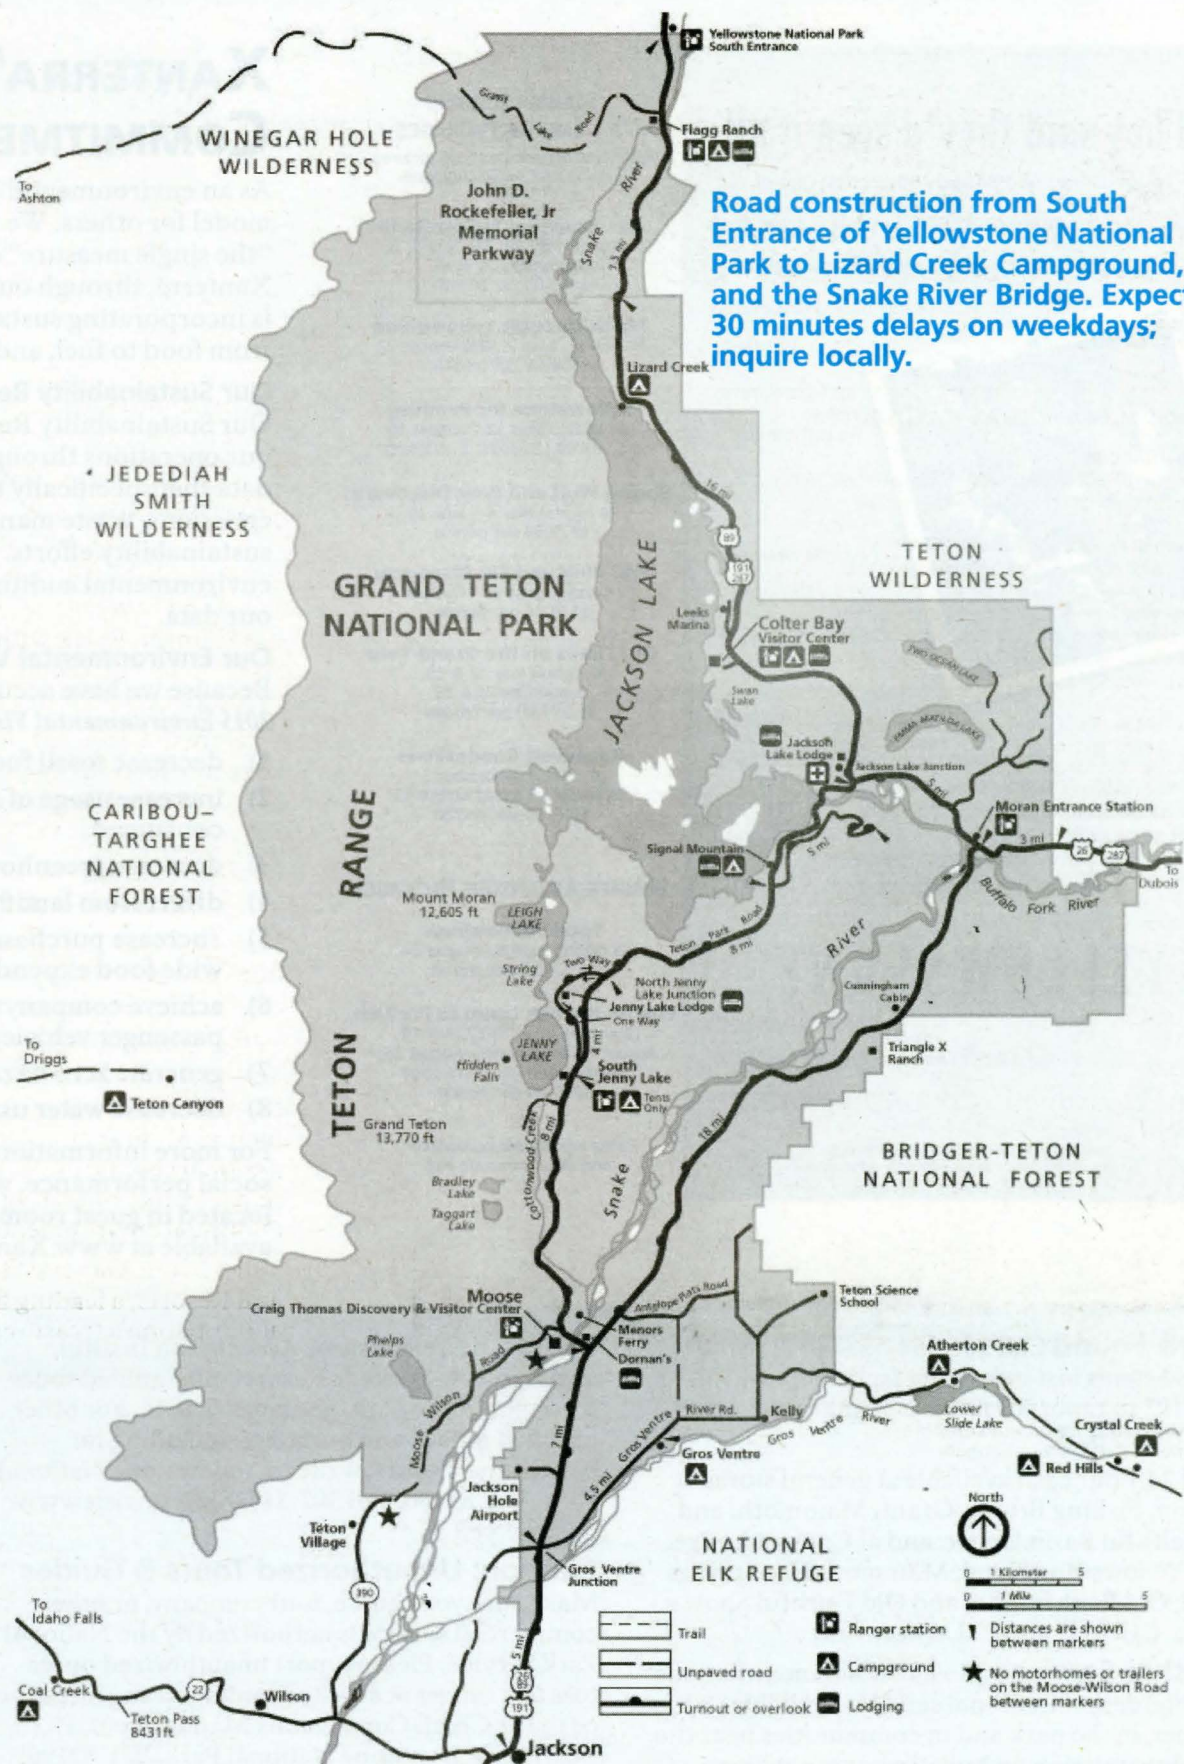 Yellowstone National Park
South Entrance
Grassy Lake Road
Flagg Ranch
WINEGAR HOLE
WILDERNESS
To
Ashton
John D.
Rockefeller, Jr
Memorial
Parkway
Snake River
7.5 mi
Road construction from South
Entrance of Yellowstone National
Park to Lizard Creek Campground,
and the Snake River Bridge. Expect
30 minutes delays on weekdays;
inquire locally.
Lizard Creek
JEDEDIAH
SMITH
WILDERNESS
16 mi
89
191
287
TETON
WILDERNESS
GRAND TETON
NATIONAL PARK
JACKSON LAKE
Leeks
Marina
Colter Bay
Visitor Center
Swan
Lake
TWO OCEAN LAKE
EMMA MATILDA LAKE
Jackson
Lake Lodge
Jackson Lake Junction
5 mi
Moran Entrance Station
3 mi
26
287
To
Dubois
Buffalo Fork River
CARIBOU–
TARGHEE
NATIONAL
FOREST
TETON RANGE
Signal Mountain
5 mi
Mount Moran
12,605 ft
LEIGH
LAKE
Teton Park Road
8 mi
River
String
Lake
Two Way
North Jenny
Lake Junction
Jenny Lake Lodge
One Way
Cunningham
Cabin
Triangle X
Ranch
To
Driggs
Teton Canyon
JENNY
LAKE
4 mi
Hidden
Falls
South
Jenny Lake
Tents
Only
Grand Teton
13,770 ft
Cottonwood Creek
8 mi
18 mi
Snake
Bradley
Lake
Taggart
Lake
BRIDGER-TETON
NATIONAL FOREST
Moose
Craig Thomas Discovery & Visitor Center
Antelope Flats Road
Teton Science
School
Menors
Ferry
Dornan's
Phelps
Lake
Moose Wilson Road
Atherton Creek
Lower
Slide Lake
River Rd.
Kelly
Gros Ventre River
Crystal Creek
Red Hills
Gros Ventre
Gros Ventre
7 mi
4.5 mi
Jackson
Hole
Airport
Teton
Village
Gros Ventre
Junction
NATIONAL
ELK REFUGE
North
1 Kilometer 5
0 1 Mile 5
390
To
Idaho Falls
Coal Creek
22
Teton Pass
8431ft
Wilson
5 mi
26
89
191
Jackson
Trail
Unpaved road
Turnout or overlook
Ranger station
Campground
Lodging
Distances are shown
between markers
No motorhomes or trailers
on the Moose-Wilson Road
between markers